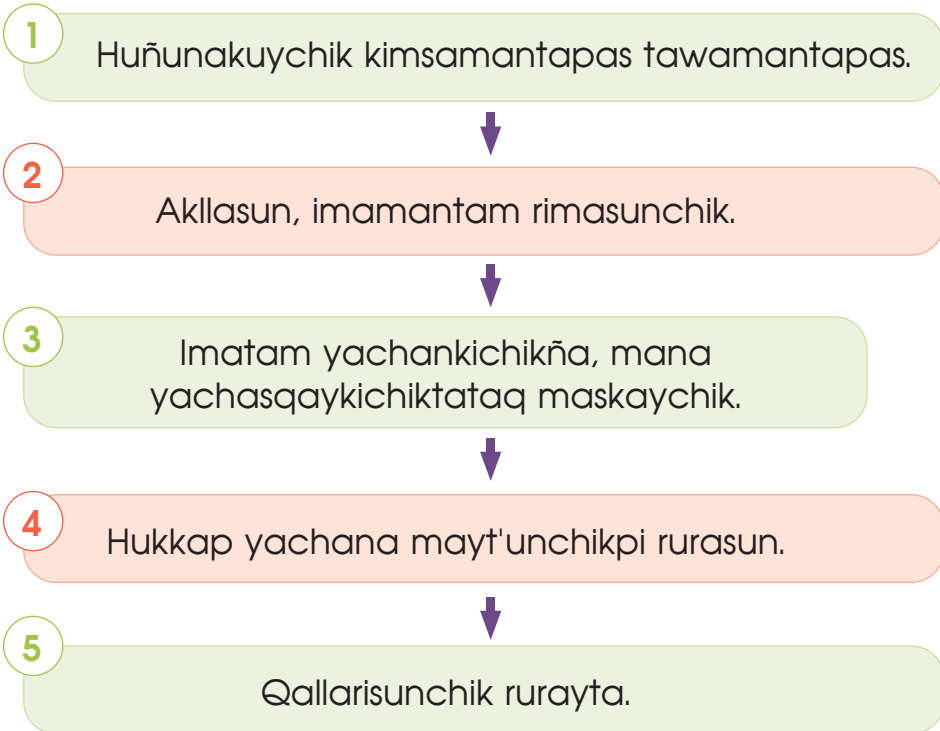 1
Huñunakuychik kimsamantapas tawamantapas.
2
Akllasun, imamantam rimasunchik.
3
Imatam yachankichikña, mana
yachasqaykichiktataq maskaychik.
4
Hukkap yachana mayt'unchikpi rurasun.
5
Qallarisunchik rurayta.